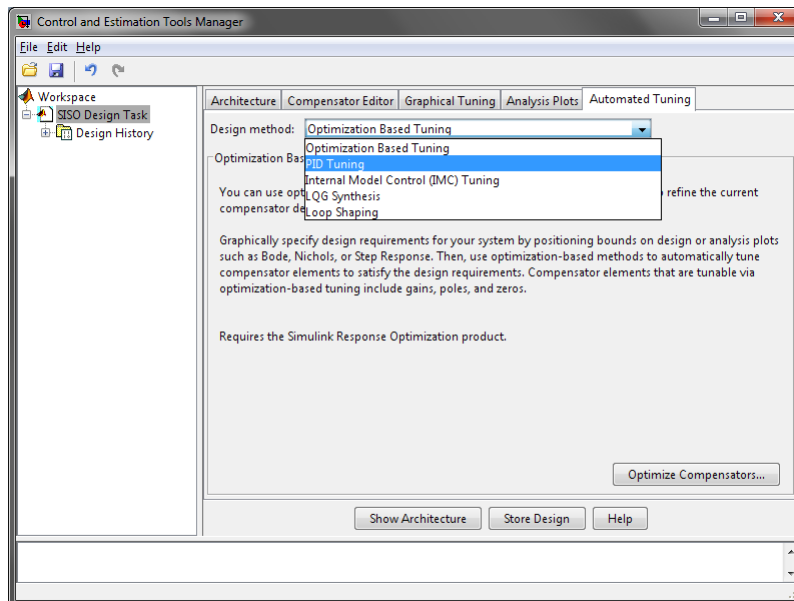 Control and Estimation Tools Manager
File Edit Help
Workspace
SISO Design Task
Design History
Architecture Compensator Editor Graphical Tuning Analysis Plots Automated Tuning
Design method: Optimization Based Tuning
Optimization Based Tuning
Optimization Bas
PID Tuning
Internal Model Control (IMC) Tuning
You can use opt
LQG Synthesis
refine the current
compensator de
Loop Shaping
Graphically specify design requirements for your system by positioning bounds on design or analysis plots
such as Bode, Nichols, or Step Response. Then, use optimization-based methods to automatically tune
compensator elements to satisfy the design requirements. Compensator elements that are tunable via
optimization-based tuning include gains, poles, and zeros.
Requires the Simulink Response Optimization product.
Optimize Compensators...
Show Architecture Store Design Help